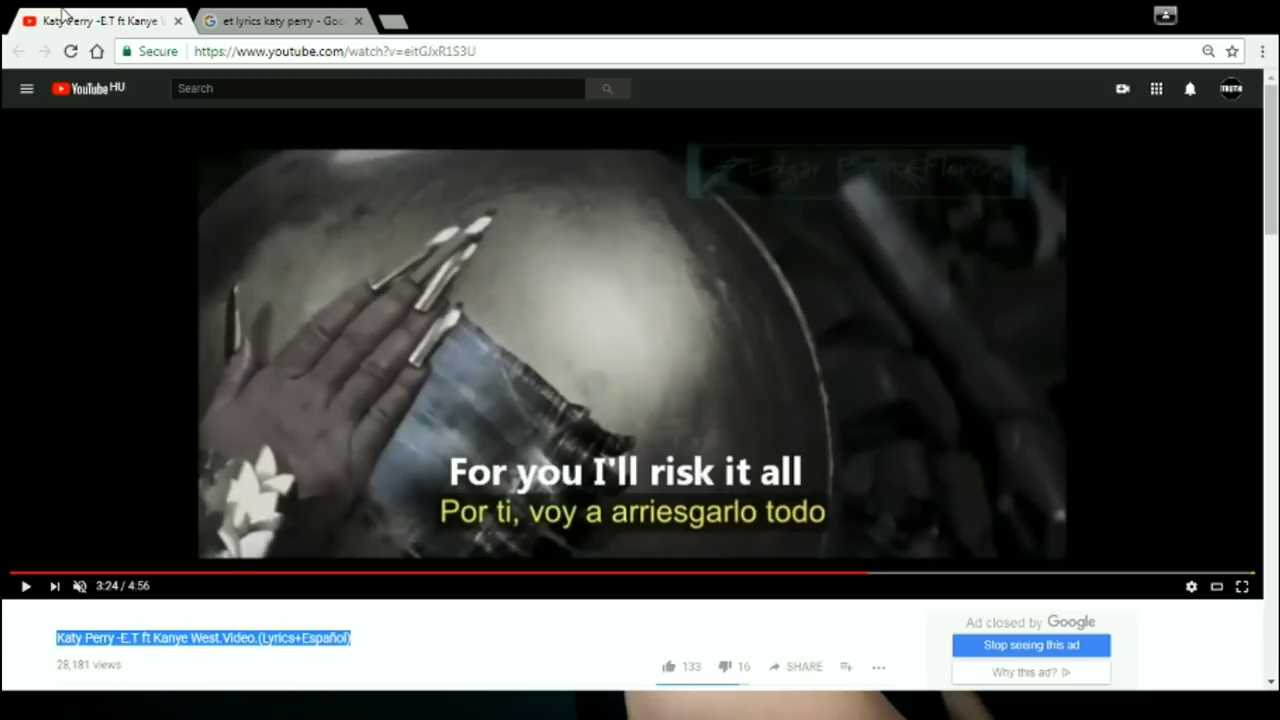 Katy Perry -E.T ft Kanye W
et lyrics katy perry - Goo
Secure https://www.youtube.com/watch?v=eitGJxR1S3U
YouTube HU
Search
TRUTH
Edgar
For you I'll risk it all
Por ti, voy a arriesgarlo todo
3:24 / 4:56
Katy Perry -E.T ft Kanye West.Video.(Lyrics+Español)
28,181 views
133 16 SHARE
Ad closed by Google
Stop seeing this ad
Why this ad?